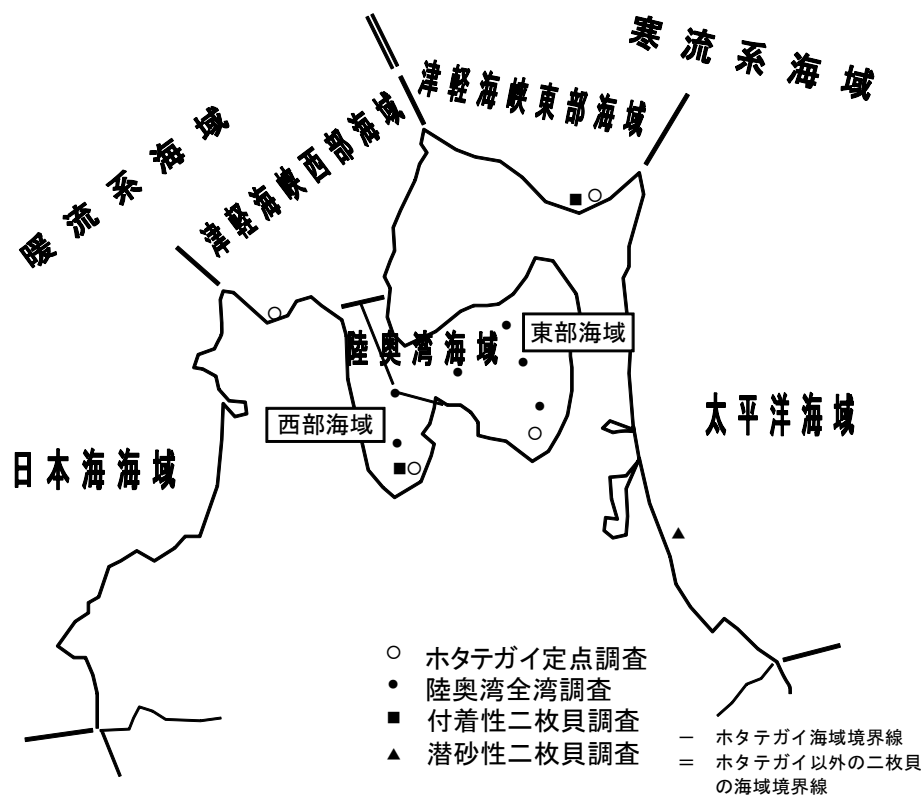 寒流系海域
津軽海峡東部海域
津軽海峡西部海域
暖流系海域
東部海域
陸奥湾海域
太平洋海域
西部海域
日本海海域
○ ホタテガイ定点調査
● 陸奥湾全湾調査
■ 付着性二枚貝調査
▲ 潜砂性二枚貝調査
－ ホタテガイ海域境界線
＝ ホタテガイ以外の二枚貝
の海域境界線